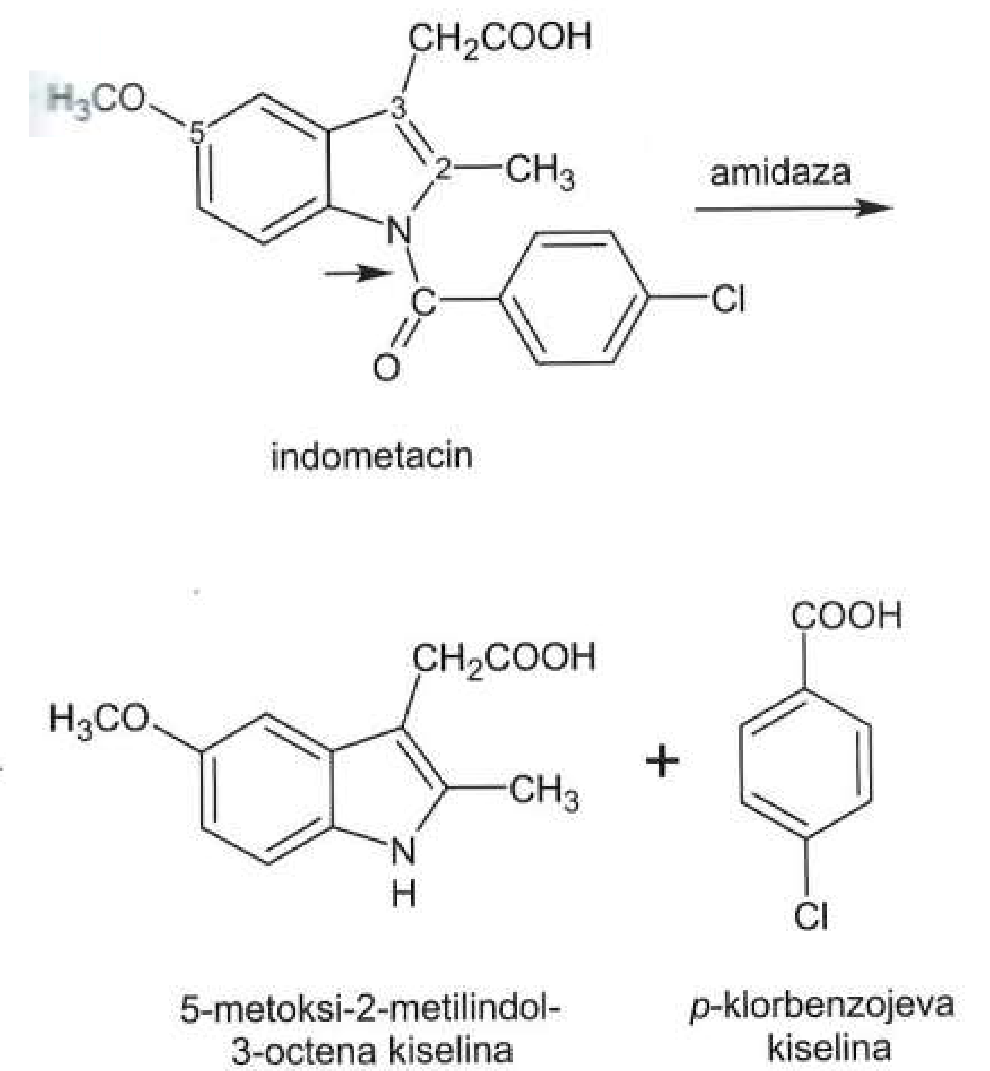 CH₂COOH
H₃CO
5
3
2
CH₃
amidaza
N
C
Cl
O
indometacin
CH₂COOH
COOH
H₃CO
+
CH₃
N
H
Cl
5-metoksi-2-metilindol-
3-octena kiselina
p-klorbenzojeva
kiselina